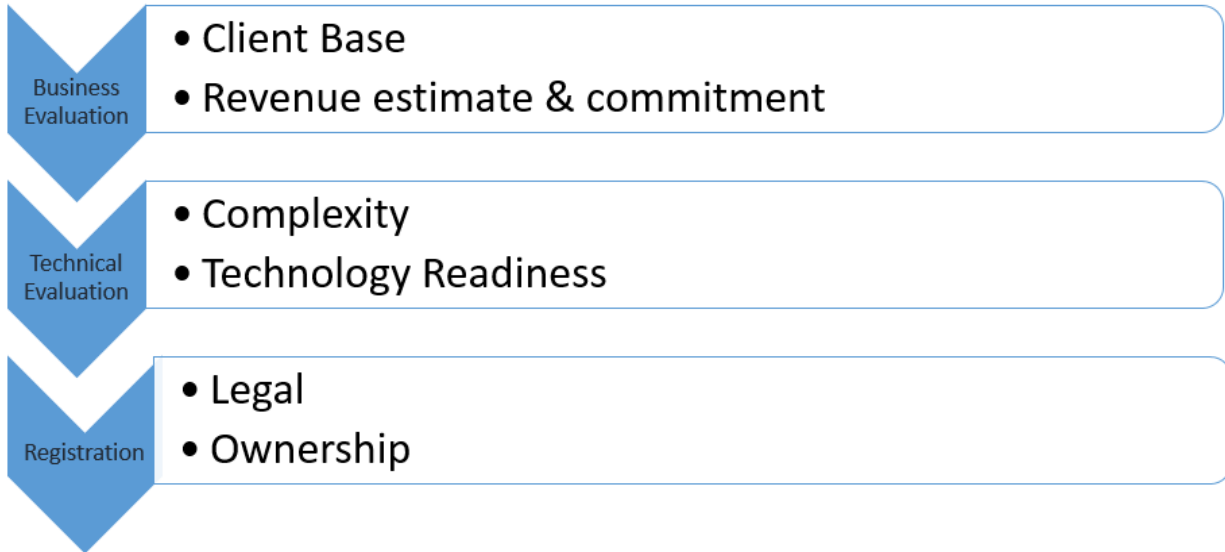 Business
Evaluation
• Client Base
• Revenue estimate & commitment
Technical
Evaluation
• Complexity
• Technology Readiness
Registration
• Legal
• Ownership